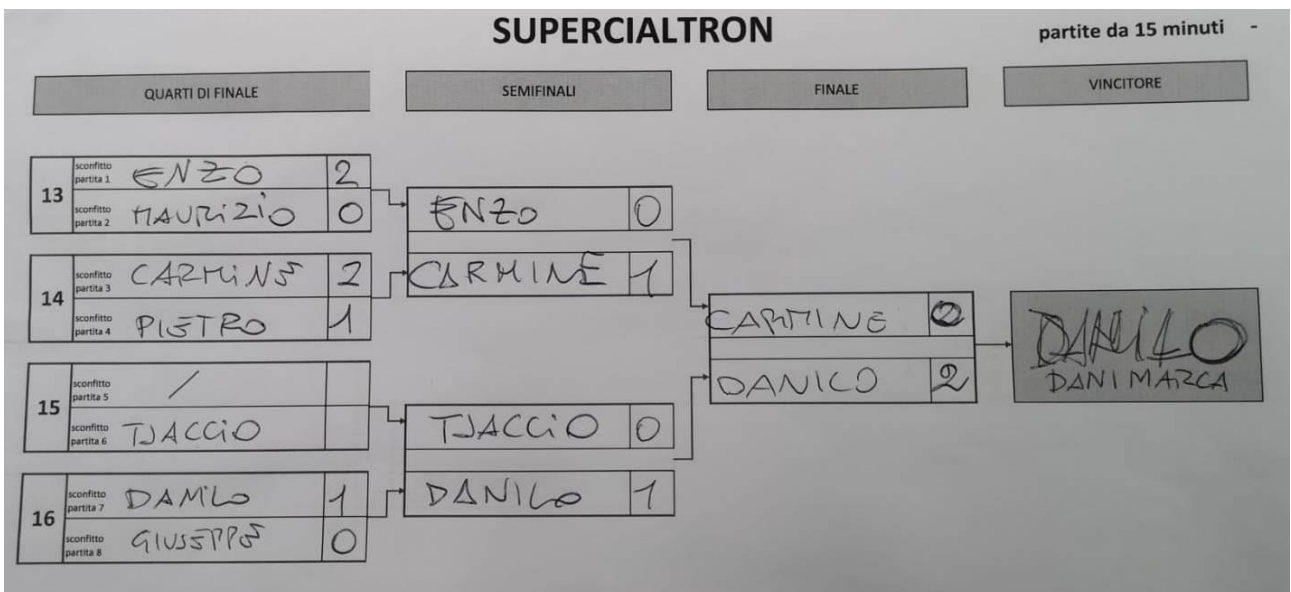 SUPERCIALTRON
partite da 15 minuti -
QUARTI DI FINALE
SEMIFINALI
FINALE
VINCITORE
13
sconfitto partita 1 ENZO 2
sconfitto partita 2 MAURIZIO 0
14
sconfitto partita 3 CARMINE 2
sconfitto partita 4 PIETRO 1
15
sconfitto partita 5 /
sconfitto partita 6 TJACCIO
16
sconfitto partita 7 DANILO 1
sconfitto partita 8 GIUSEPPE 0
ENZO 0
CARMINE 1
TJACCIO 0
DANILO 1
CARMINE 0
DANILO 2
DANILO
DANIMARCA